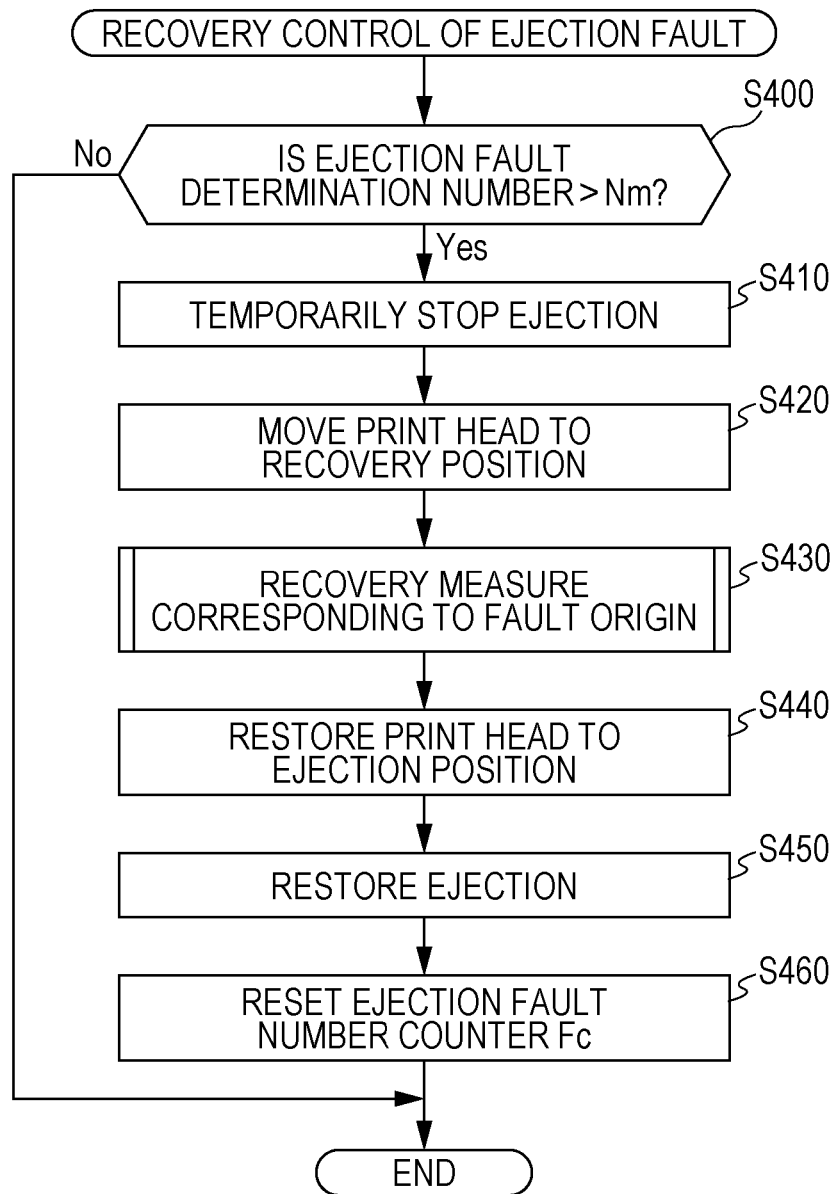 RECOVERY CONTROL OF EJECTION FAULT
S400
No
IS EJECTION FAULT
DETERMINATION NUMBER > Nm?
Yes
S410
TEMPORARILY STOP EJECTION
S420
MOVE PRINT HEAD TO
RECOVERY POSITION
S430
RECOVERY MEASURE
CORRESPONDING TO FAULT ORIGIN
S440
RESTORE PRINT HEAD TO
EJECTION POSITION
S450
RESTORE EJECTION
S460
RESET EJECTION FAULT
NUMBER COUNTER Fc
END